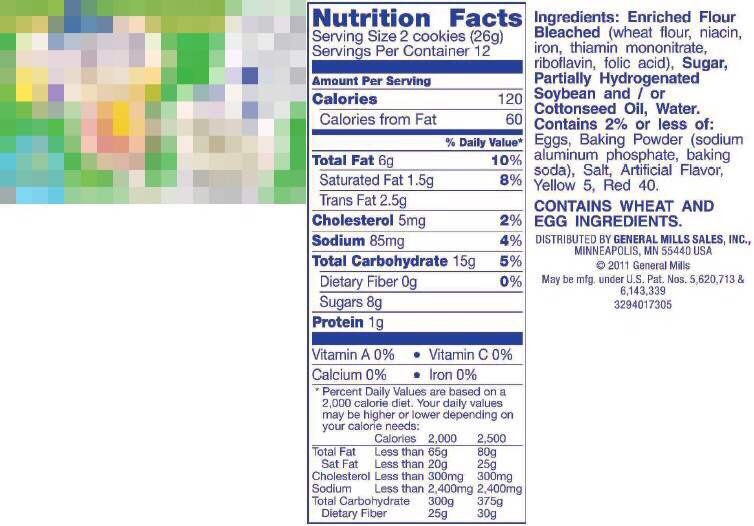 Nutrition Facts
Serving Size 2 cookies (26g)
Servings Per Container 12
Amount Per Serving
Calories 120
Calories from Fat 60
% Daily Value*
Total Fat 6g 10%
Saturated Fat 1.5g 8%
Trans Fat 2.5g
Cholesterol 5mg 2%
Sodium 85mg 4%
Total Carbohydrate 15g 5%
Dietary Fiber 0g 0%
Sugars 8g
Protein 1g
Vitamin A 0% • Vitamin C 0%
Calcium 0% • Iron 0%
* Percent Daily Values are based on a
2,000 calorie diet. Your daily values
may be higher or lower depending on
your calorie needs:
Calories 2,000 2,500
Total Fat Less than 65g 80g
Sat Fat Less than 20g 25g
Cholesterol Less than 300mg 300mg
Sodium Less than 2,400mg 2,400mg
Total Carbohydrate 300g 375g
Dietary Fiber 25g 30g
Ingredients: Enriched Flour
Bleached (wheat flour, niacin,
iron, thiamin mononitrate,
riboflavin, folic acid), Sugar,
Partially Hydrogenated
Soybean and / or
Cottonseed Oil, Water.
Contains 2% or less of:
Eggs, Baking Powder (sodium
aluminum phosphate, baking
soda), Salt, Artificial Flavor,
Yellow 5, Red 40.
CONTAINS WHEAT AND
EGG INGREDIENTS.
DISTRIBUTED BY GENERAL MILLS SALES, INC.,
MINNEAPOLIS, MN 55440 USA
© 2011 General Mills
May be mfg. under U.S. Pat. Nos. 5,620,713 &
6,143,339
3294017305